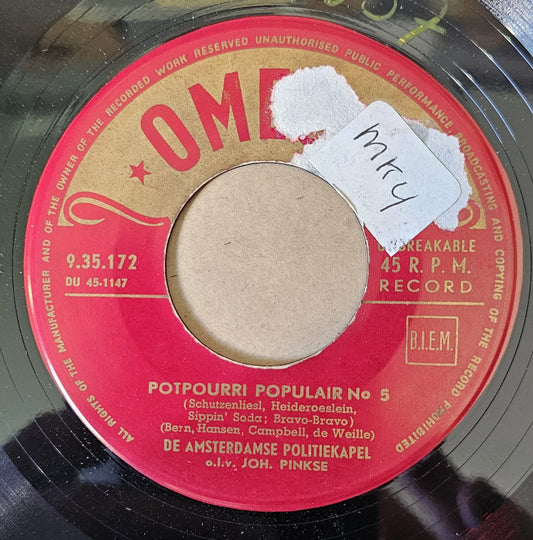 ALL RIGHTS OF THE MANUFACTURER AND OF THE OWNER OF THE RECORDED WORK RESERVED UNAUTHORISED PUBLIC PERFORMANCE BROADCASTING AND COPYING OF THE RECORD PROHIBITED
OME
MKY
9.35.172
DU 45-1147
UNBREAKABLE
45 R. P. M.
RECORD
B.I.E.M.
POTPOURRI POPULAIR No 5
(Schutzenliesl, Heideroeslein,
Sippin' Soda; Bravo-Bravo)
(Bern, Hansen, Campbell, de Weille)
DE AMSTERDAMSE POLITIEKAPEL
o.l.v. JOH. PINKSE